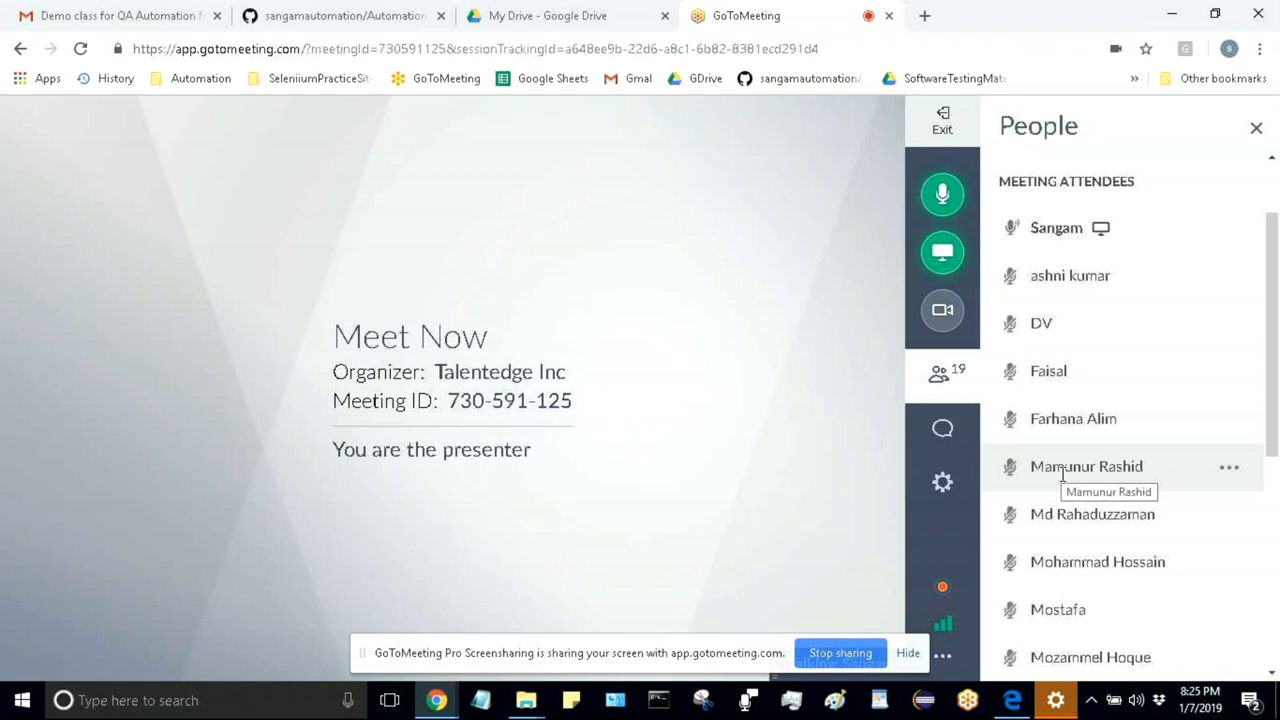 Demo class for QA Automation
sangamautomation/Automation
My Drive - Google Drive
GoToMeeting
https://app.gotomeeting.com/?meetingId=730591125&sessionTrackingId=a648ee9b-22d6-a8c1-6b82-8381ecd291d4
G
S
Apps
History
Automation
SeleniiumPracticeSit
GoToMeeting
Google Sheets
Gmal
GDrive
sangamautomation/
SoftwareTestingMate
»
Other bookmarks
Exit
People
MEETING ATTENDEES
Sangam
ashni kumar
DV
Faisal
Farhana Alim
Mamunur Rashid
Mamunur Rashid
Md Rahaduzzaman
Mohammad Hossain
Mostafa
Mozammel Hoque
19
Meet Now
Organizer: Talentedge Inc
Meeting ID: 730-591-125
You are the presenter
GoToMeeting Pro Screensharing is sharing your screen with app.gotomeeting.com.
Stop sharing
Hide
Type here to search
8:25 PM
1/7/2019
2